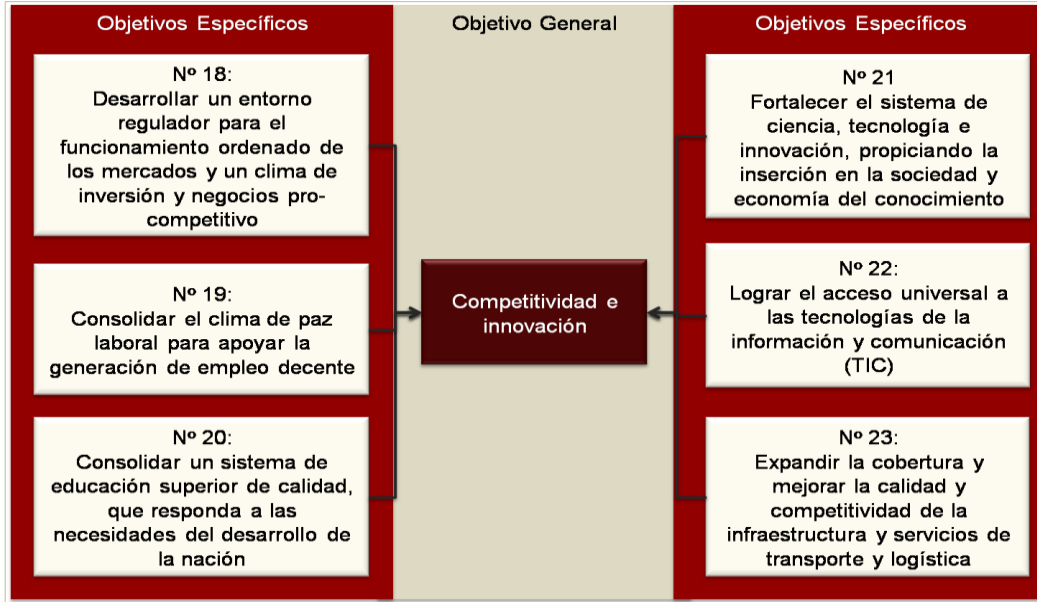 Objetivos Específicos
Nº 18:
Desarrollar un entorno
regulador para el
funcionamiento ordenado de
los mercados y un clima de
inversión y negocios pro-
competitivo
Nº 19:
Consolidar el clima de paz
laboral para apoyar la
generación de empleo decente
Nº 20:
Consolidar un sistema de
educación superior de calidad,
que responda a las
necesidades del desarrollo de
la nación
Objetivo General
Competitividad e
innovación
Objetivos Específicos
Nº 21
Fortalecer el sistema de
ciencia, tecnología e
innovación, propiciando la
inserción en la sociedad y
economía del conocimiento
Nº 22:
Lograr el acceso universal a
las tecnologías de la
información y comunicación
(TIC)
Nº 23:
Expandir la cobertura y
mejorar la calidad y
competitividad de la
infraestructura y servicios de
transporte y logística